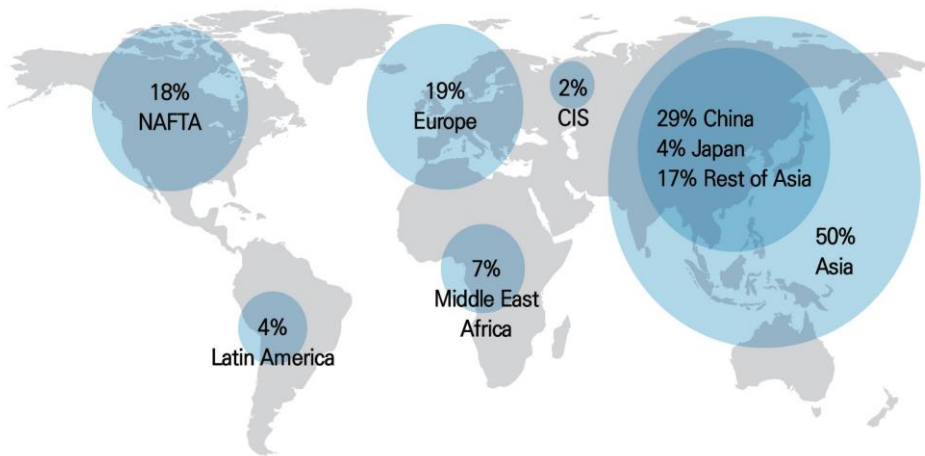 18%
NAFTA
19%
Europe
2%
CIS
29% China
4% Japan
17% Rest of Asia
50%
Asia
7%
Middle East
Africa
4%
Latin America